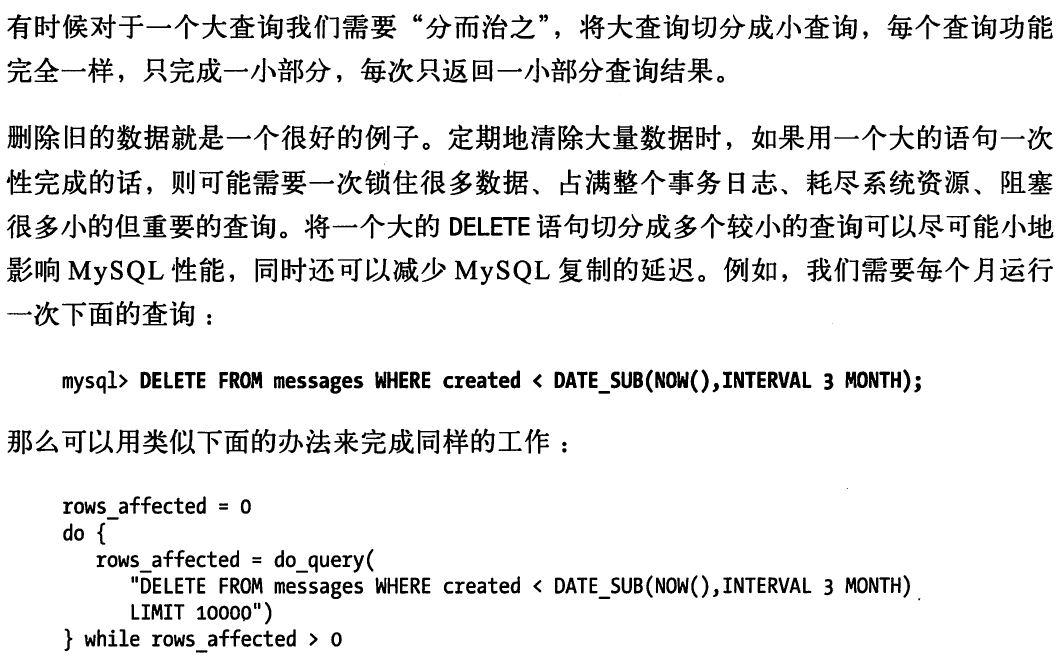 有时候对于一个大查询我们需要“分而治之”，将大查询切分成小查询，每个查询功能
完全一样，只完成一小部分，每次只返回一小部分查询结果。
删除旧的数据就是一个很好的例子。定期地清除大量数据时，如果用一个大的语句一次
性完成的话，则可能需要一次锁住很多数据、占满整个事务日志、耗尽系统资源、阻塞
很多小的但重要的查询。将一个大的 DELETE 语句切分成多个较小的查询可以尽可能小地
影响 MySQL 性能，同时还可以减少 MySQL 复制的延迟。例如，我们需要每个月运行
一次下面的查询：
mysql> DELETE FROM messages WHERE created < DATE_SUB(NOW(),INTERVAL 3 MONTH);
那么可以用类似下面的办法来完成同样的工作：
rows_affected = 0
do {
rows_affected = do_query(
"DELETE FROM messages WHERE created < DATE_SUB(NOW(),INTERVAL 3 MONTH)
LIMIT 10000")
} while rows_affected > 0